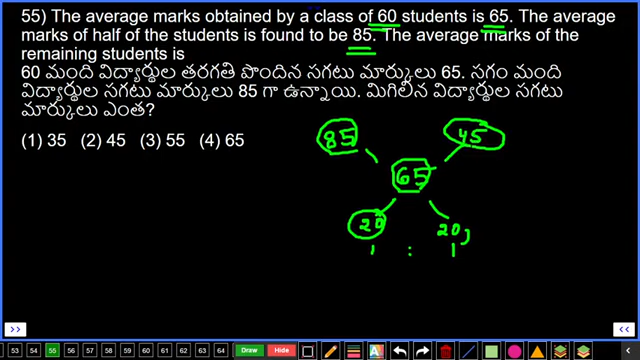 55) The average marks obtained by a class of 60 students is 65. The average
marks of half of the students is found to be 85. The average marks of the
remaining students is
60 మంది విద్యార్థుల తరగతి పొందిన సగటు మార్కులు 65. సగం మంది
విద్యార్థుల సగటు మార్కులు 85 గా ఉన్నాయి. మిగిలిన విద్యార్థుల సగటు
మార్కులు ఎంత?
(1) 35 (2) 45 (3) 55 (4) 65
85 45
65
20 20
1 : 1
>> 53 54 55 56 57 58 59 60 61 62 63 64 Draw Hide A <<